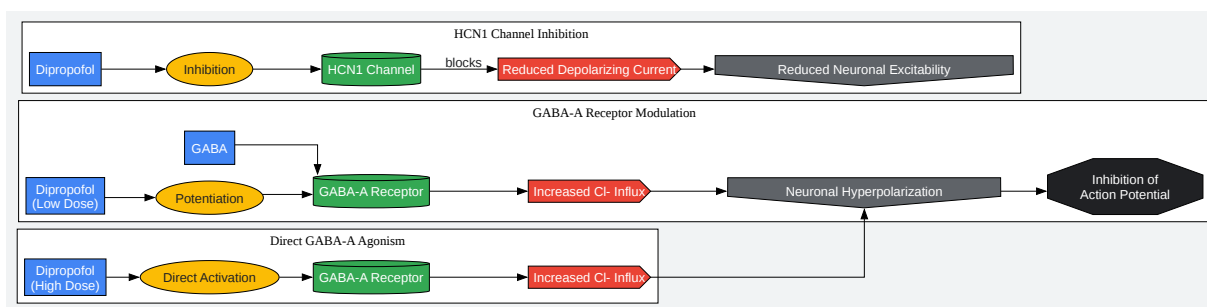 HCN1 Channel Inhibition
Dipropofol
Inhibition
HCN1 Channel
blocks
Reduced Depolarizing Current
Reduced Neuronal Excitability
GABA-A Receptor Modulation
GABA
Dipropofol
(Low Dose)
Potentiation
GABA-A Receptor
Increased Cl- Influx
Neuronal Hyperpolarization
Inhibition of
Action Potential
Direct GABA-A Agonism
Dipropofol
(High Dose)
Direct Activation
GABA-A Receptor
Increased Cl- Influx